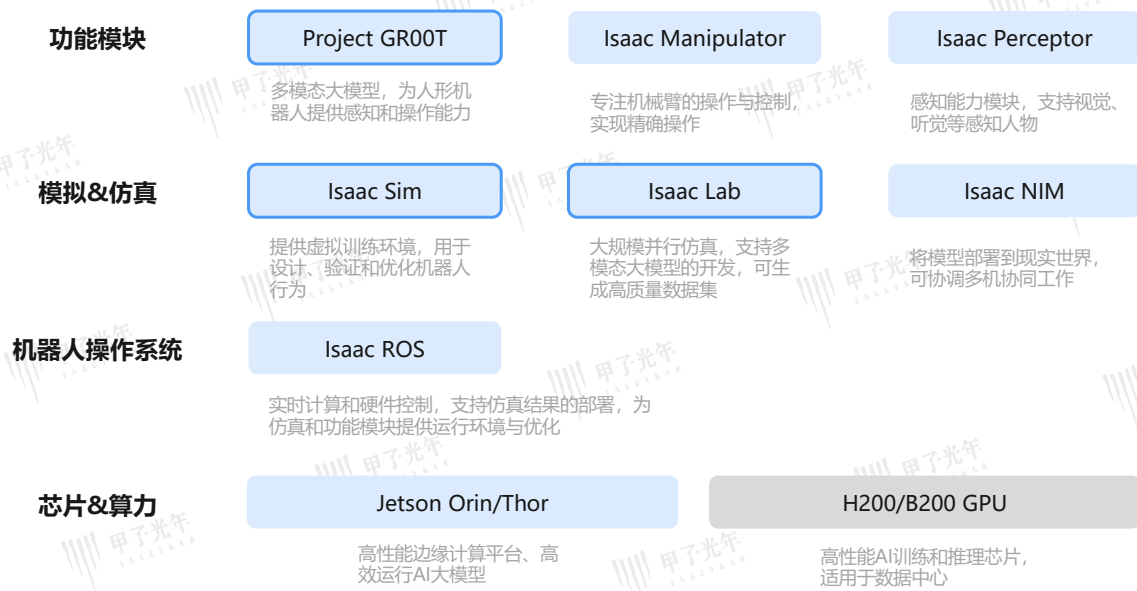 功能模块
Project GR00T
Isaac Manipulator
Isaac Perceptor
多模态大模型，为人形机
器人提供感知和操作能力
专注机械臂的操作与控制，
实现精确操作
感知能力模块，支持视觉、
听觉等感知人物
模拟&仿真
Isaac Sim
Isaac Lab
Isaac NIM
提供虚拟训练环境，用于
设计、验证和优化机器人
行为
大规模并行仿真，支持多
模态大模型的开发，可生
成高质量数据集
将模型部署到现实世界，
可协调多机协同工作
机器人操作系统
Isaac ROS
实时计算和硬件控制，支持仿真结果的部署，为
仿真和功能模块提供运行环境与优化
芯片&算力
Jetson Orin/Thor
H200/B200 GPU
高性能边缘计算平台、高
效运行AI大模型
高性能AI训练和推理芯片，
适用于数据中心
甲子光年
JAZZYEAR